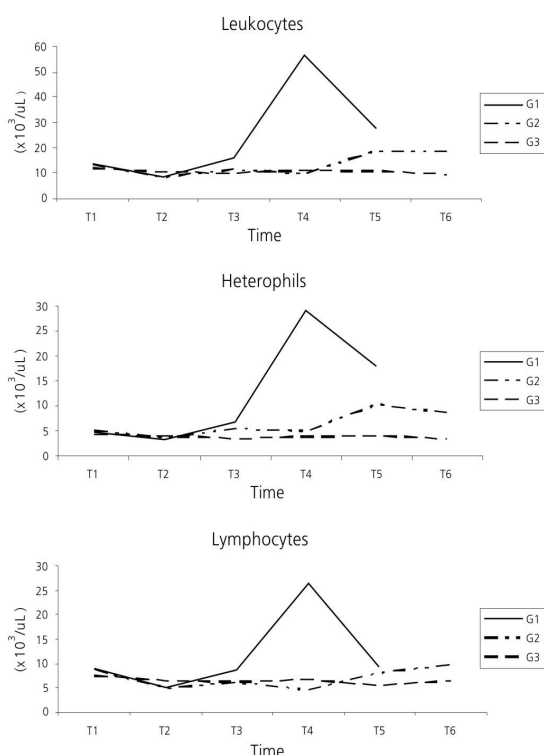 Leukocytes
60
50
40
30
20
10
0
(x 10³/uL)
T1 T2 T3 T4 T5 T6
Time
G1
G2
G3
Heterophils
30
25
20
15
10
5
0
(x 10³/uL)
T1 T2 T3 T4 T5 T6
Time
G1
G2
G3
Lymphocytes
30
25
20
15
10
5
0
(x 10³/uL)
T1 T2 T3 T4 T5 T6
Time
G1
G2
G3